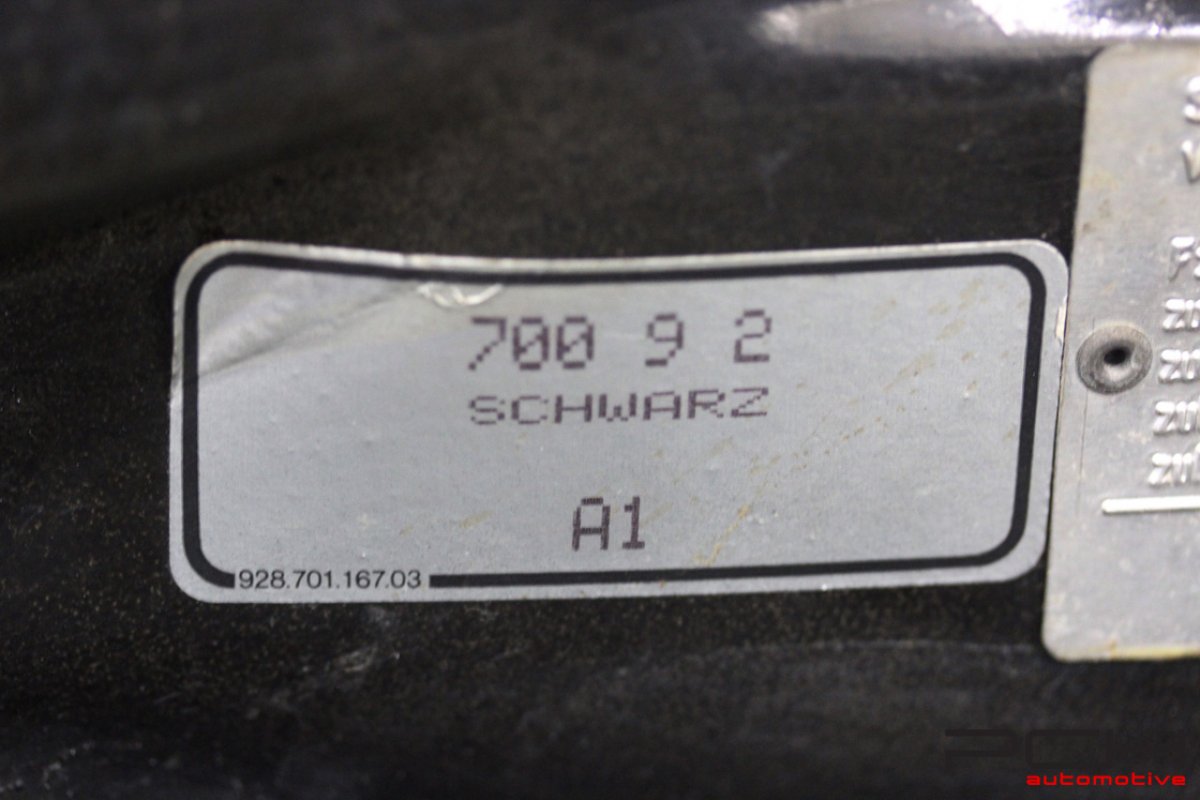 700 9 2
SCHWARZ
A1
928.701.167.03
automotive